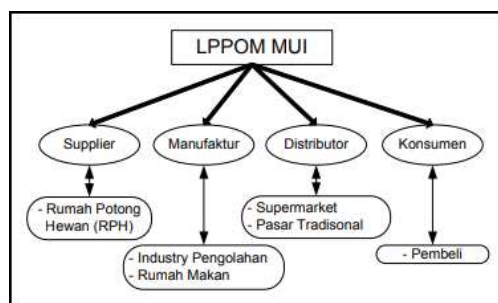 LPPOM MUI
Supplier
Manufaktur
Distributor
Konsumen
- Rumah Potong
Hewan (RPH)
- Industry Pengolahan
- Rumah Makan
- Supermarket
- Pasar Tradisonal
- Pembeli